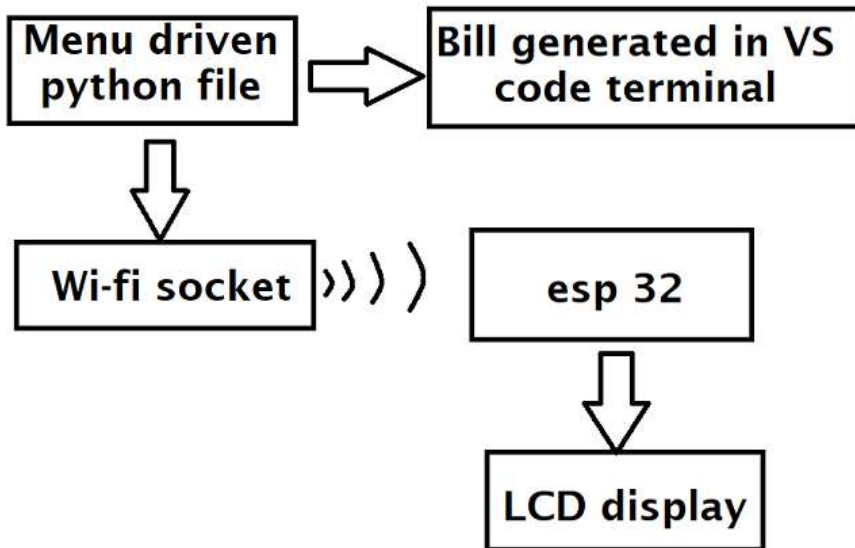 Menu driven
python file
Bill generated in VS
code terminal
Wi-fi socket
esp 32
LCD display